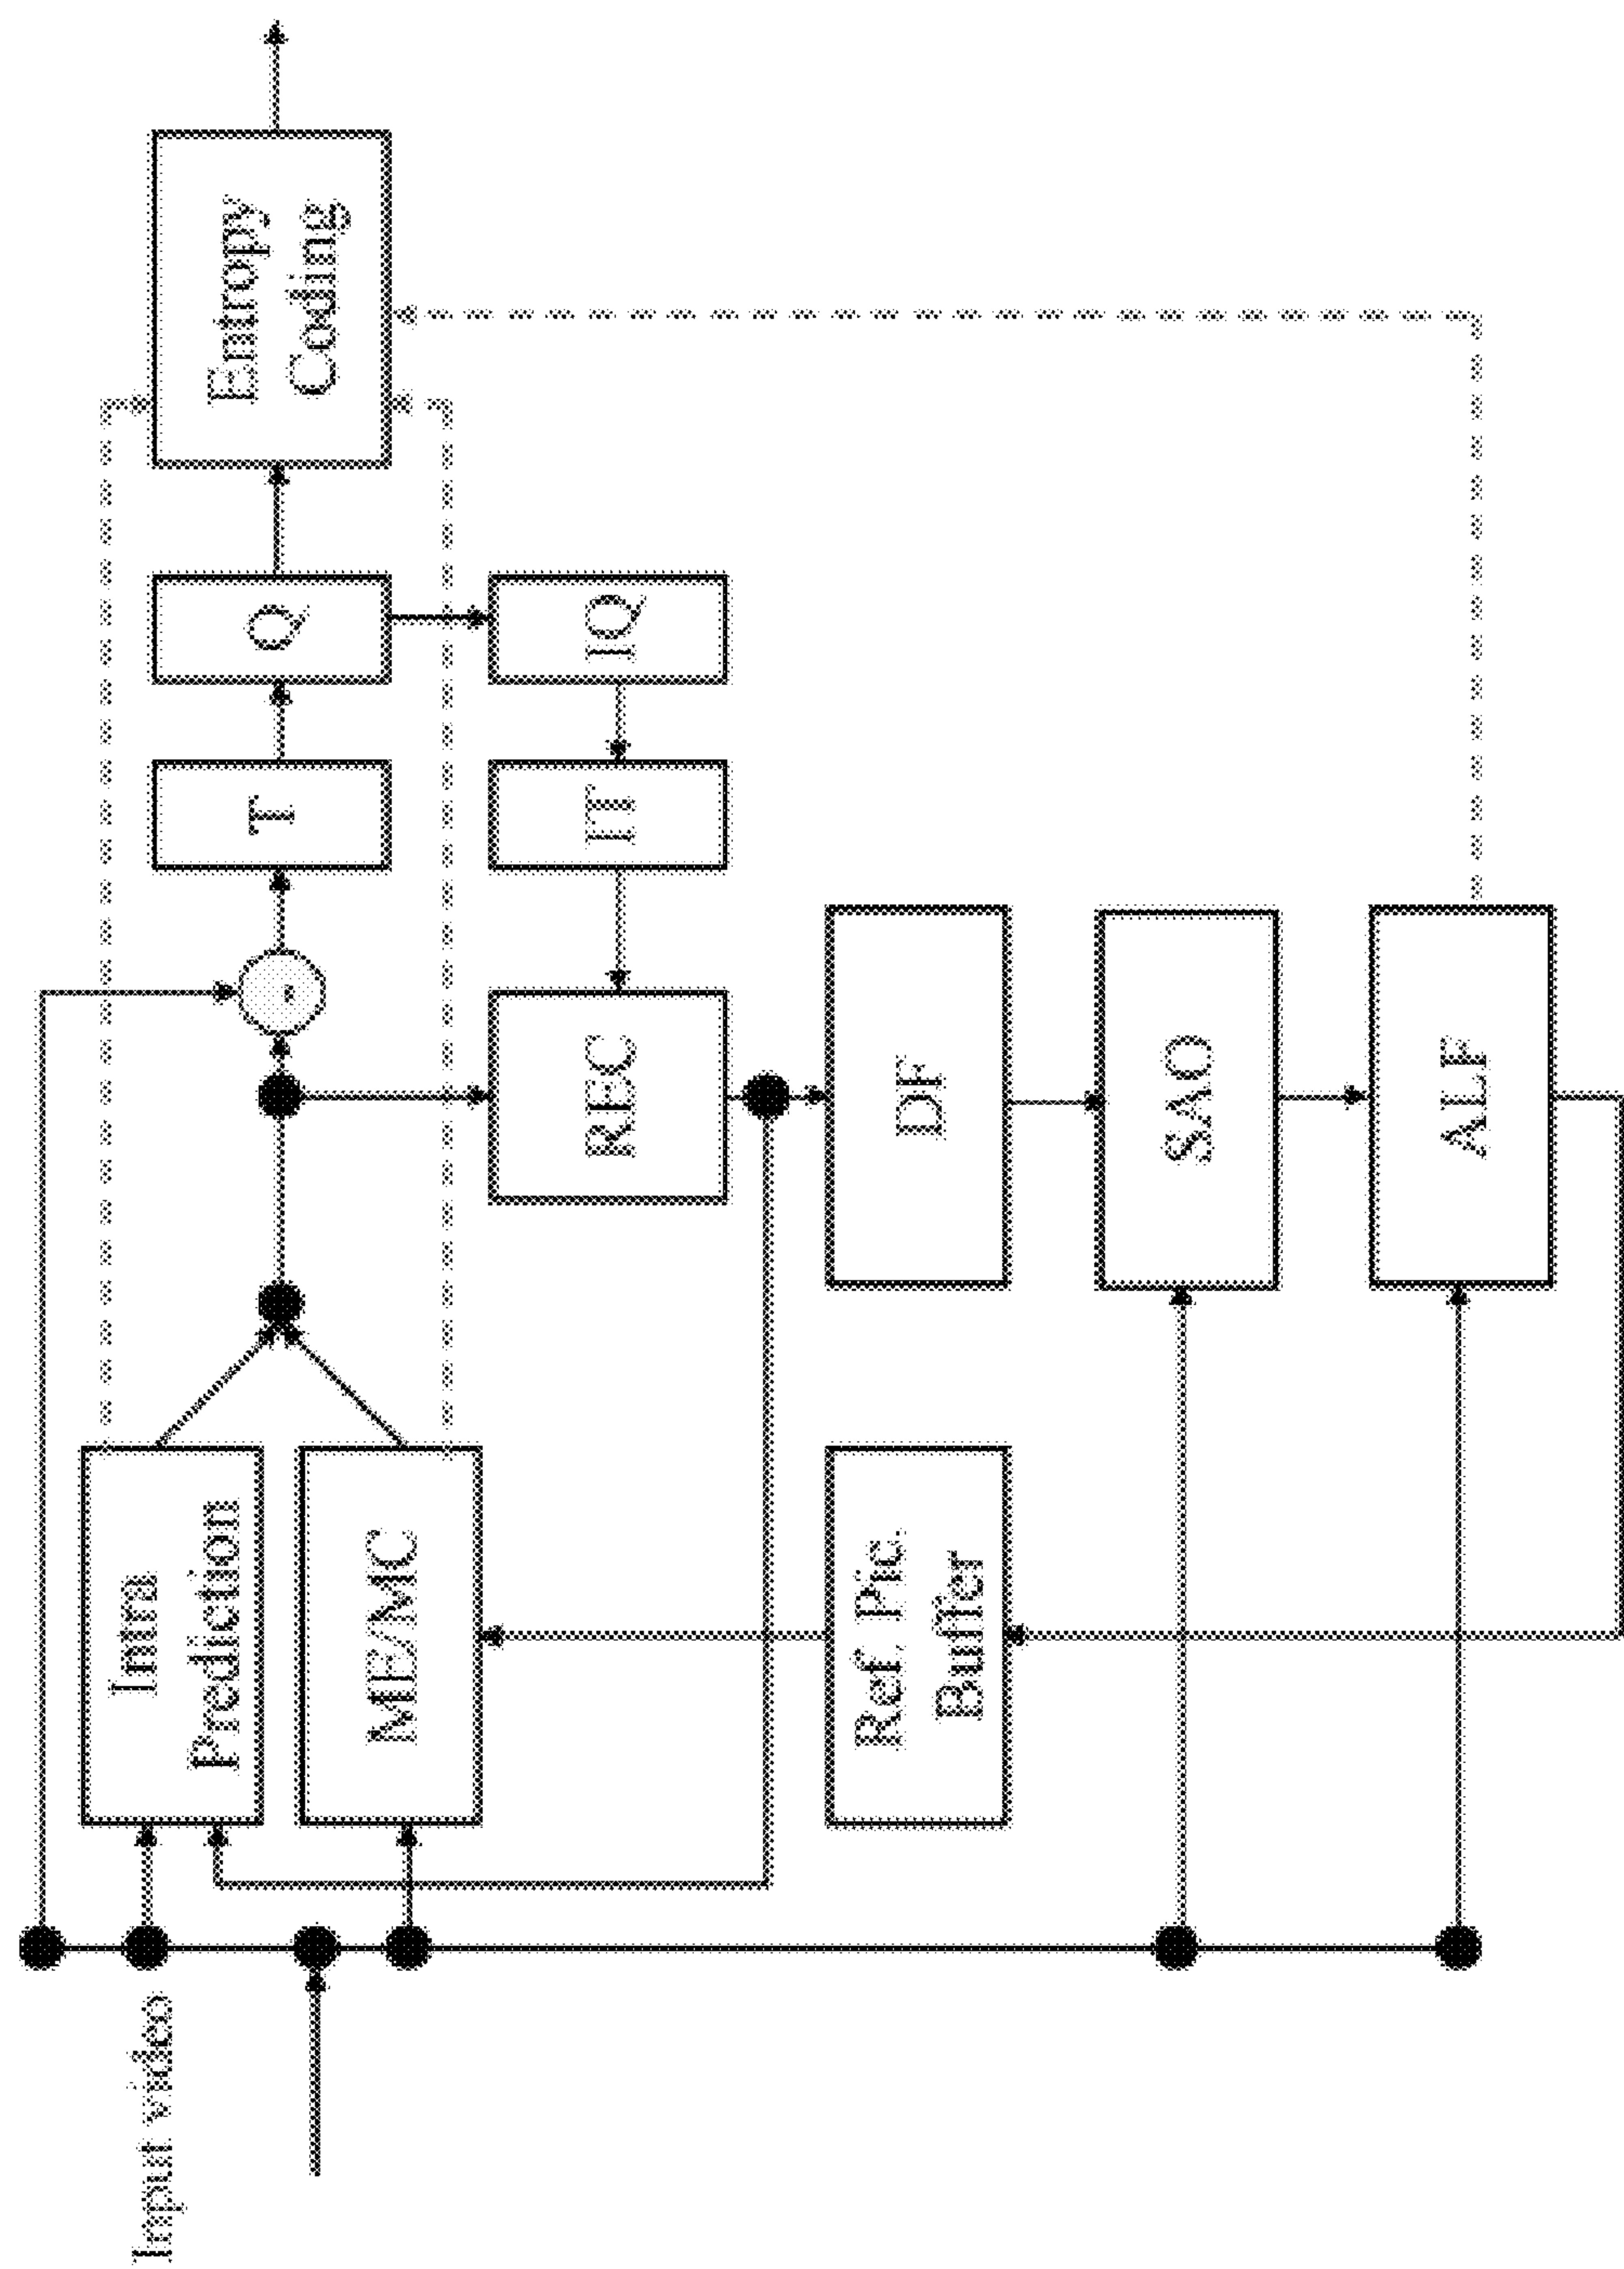 Input video
Intra
Prediction
ME/MC
-
T
Q
Entropy
Coding
REC
IT
IQ
Ref. Pic.
Buffer
DF
SAO
ALF